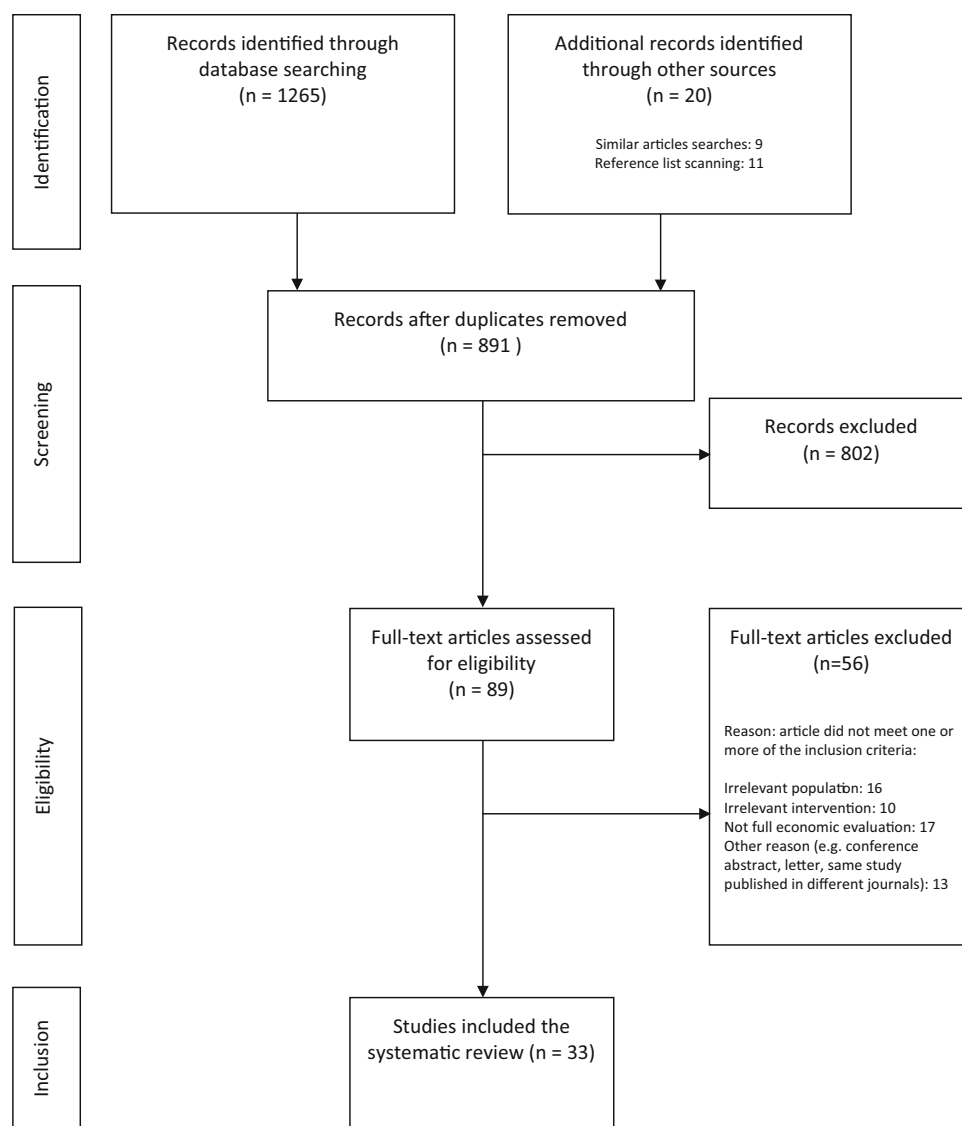 Identification
Records identified through
database searching
(n = 1265)
Additional records identified
through other sources
(n = 20)
Similar articles searches: 9
Reference list scanning: 11
Screening
Records after duplicates removed
(n = 891 )
Records excluded
(n = 802)
Eligibility
Full-text articles assessed
for eligibility
(n = 89)
Full-text articles excluded
(n=56)
Reason: article did not meet one or
more of the inclusion criteria:
Irrelevant population: 16
Irrelevant intervention: 10
Not full economic evaluation: 17
Other reason (e.g. conference
abstract, letter, same study
published in different journals): 13
Inclusion
Studies included the
systematic review (n = 33)